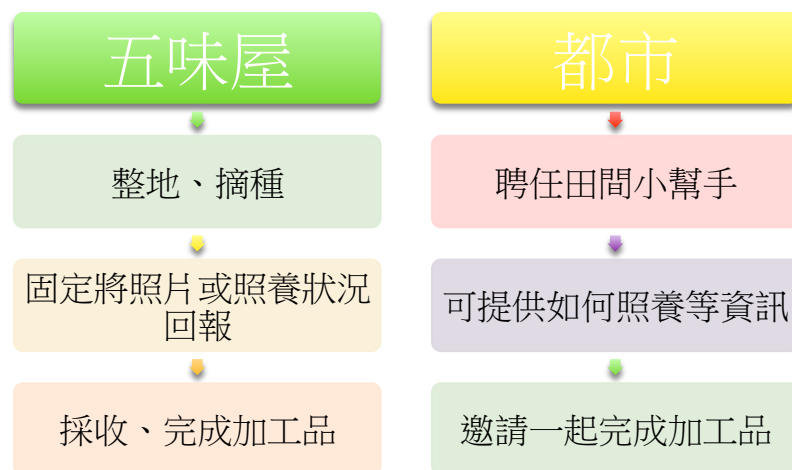 五味屋
整地、摘種
固定將照片或照養狀況
回報
採收、完成加工品
都市
聘任田間小幫手
可提供如何照養等資訊
邀請一起完成加工品